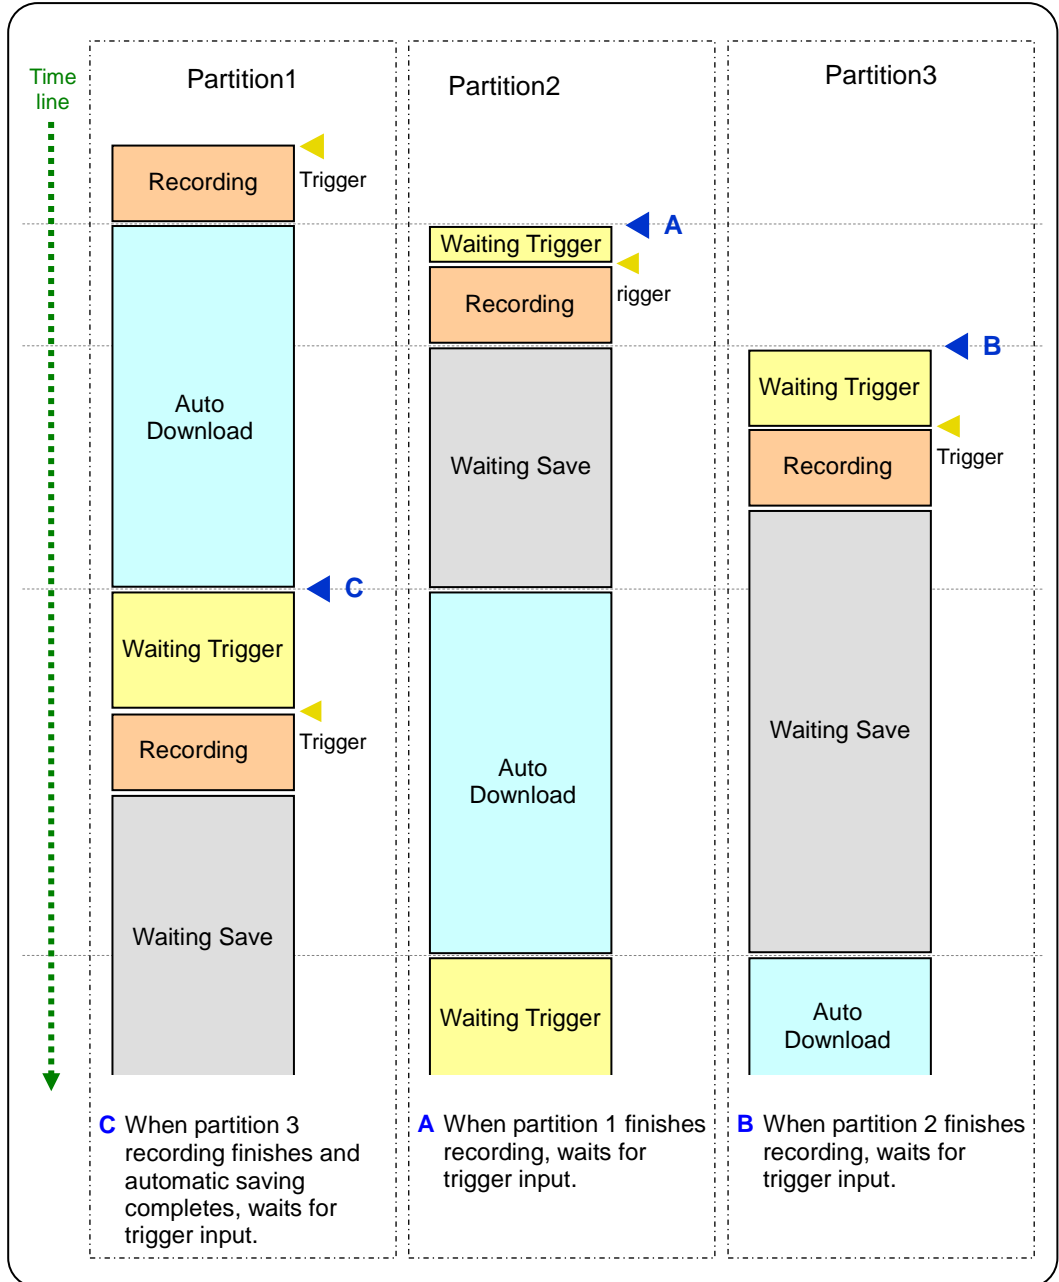 Time
line
Partition1
Recording
Trigger
Auto
Download
C
Waiting Trigger
Recording
Trigger
Waiting Save
C When partition 3
recording finishes and
automatic saving
completes, waits for
trigger input.
Partition2
A
Waiting Trigger
rigger
Recording
Waiting Save
Auto
Download
Waiting Trigger
A When partition 1 finishes
recording, waits for
trigger input.
Partition3
B
Waiting Trigger
Trigger
Recording
Waiting Save
Auto
Download
B When partition 2 finishes
recording, waits for
trigger input.